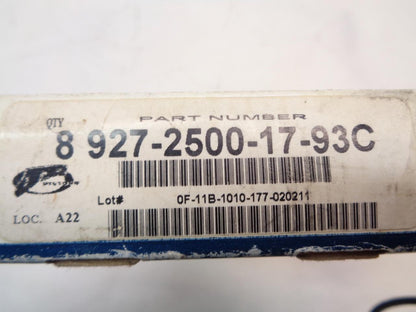 QTY PART NUMBER
8 927-2500-17-93C
Lot# 0F-11B-1010-177-020211
LOC. A22